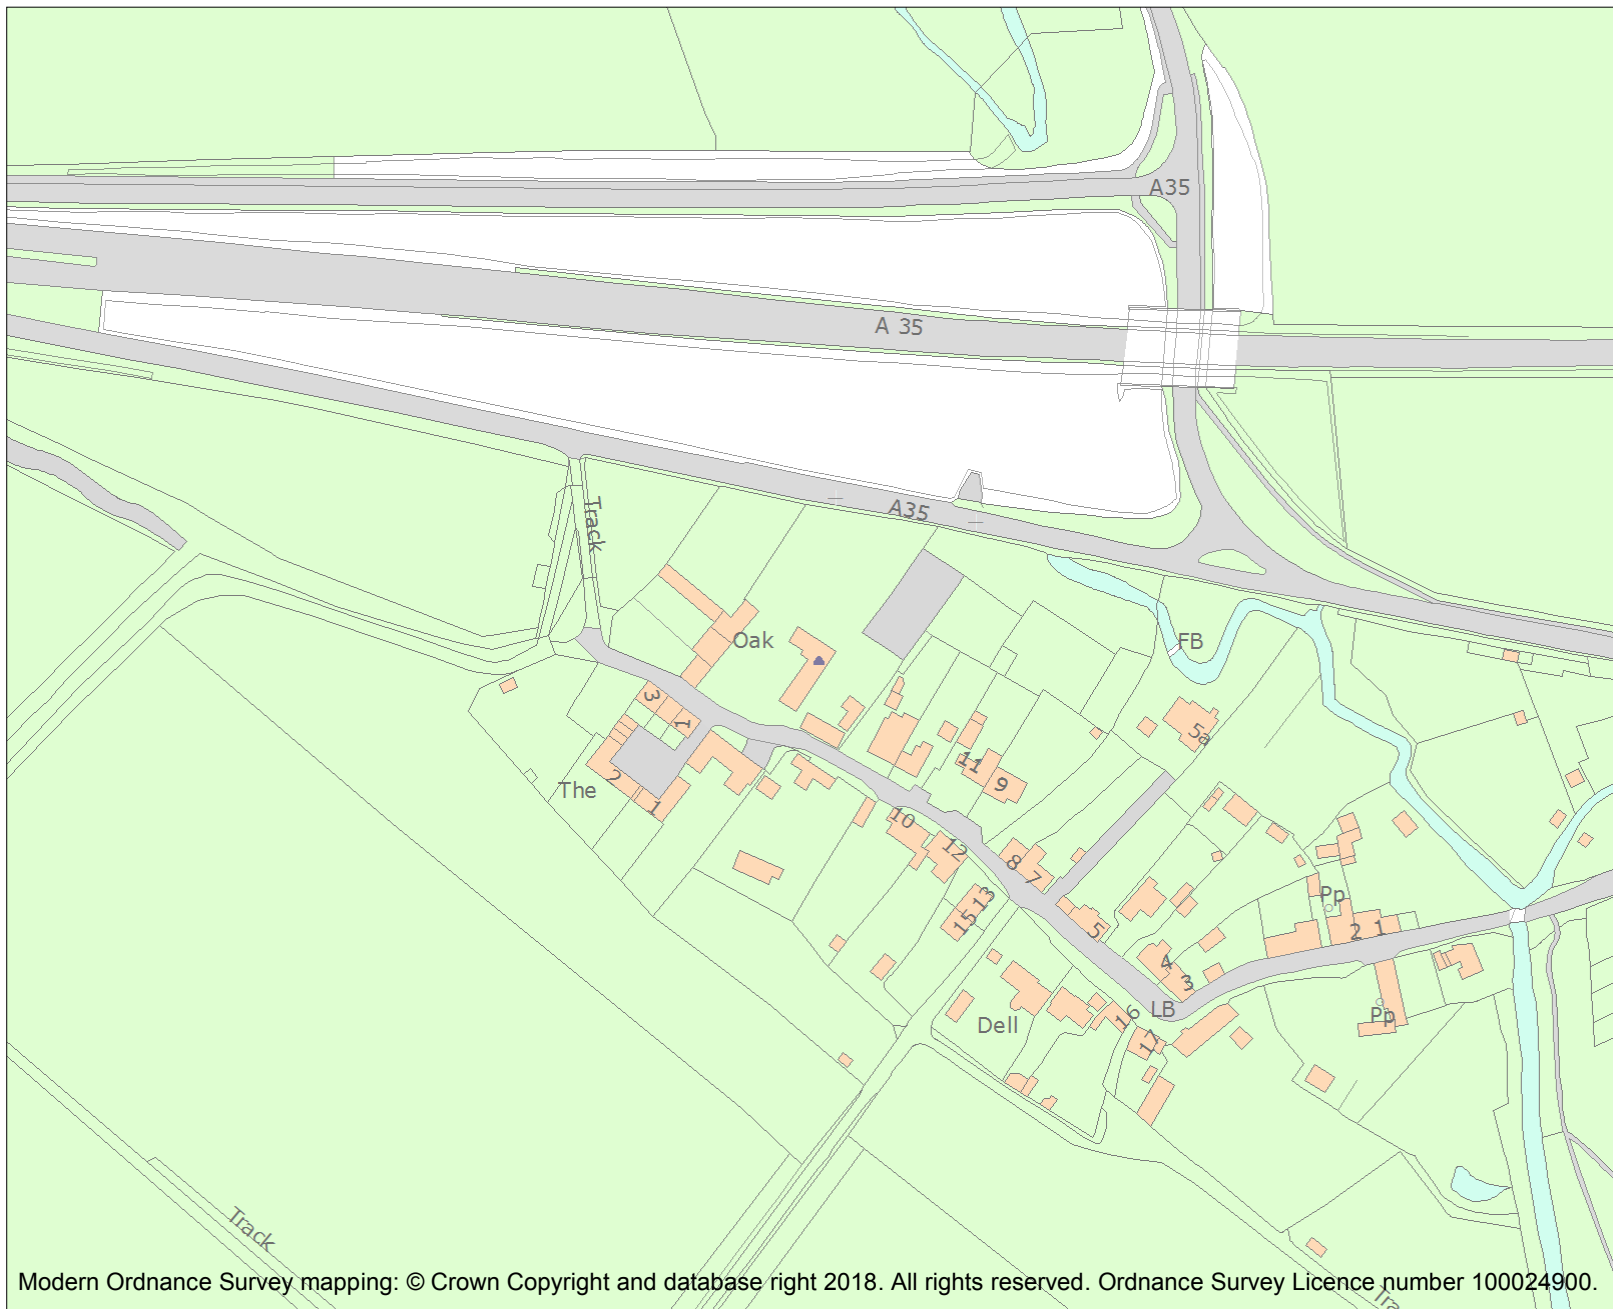 A35
A 35
A35
Track
Oak
FB
3
1
5a
The
2
1
11
9
10
12
8
7
13
15
5
Pp
2 1
4
3
Dell
16
LB
17
Pp
Track
Tra
Modern Ordnance Survey mapping: © Crown Copyright and database right 2018. All rights reserved. Ordnance Survey Licence number 100024900.